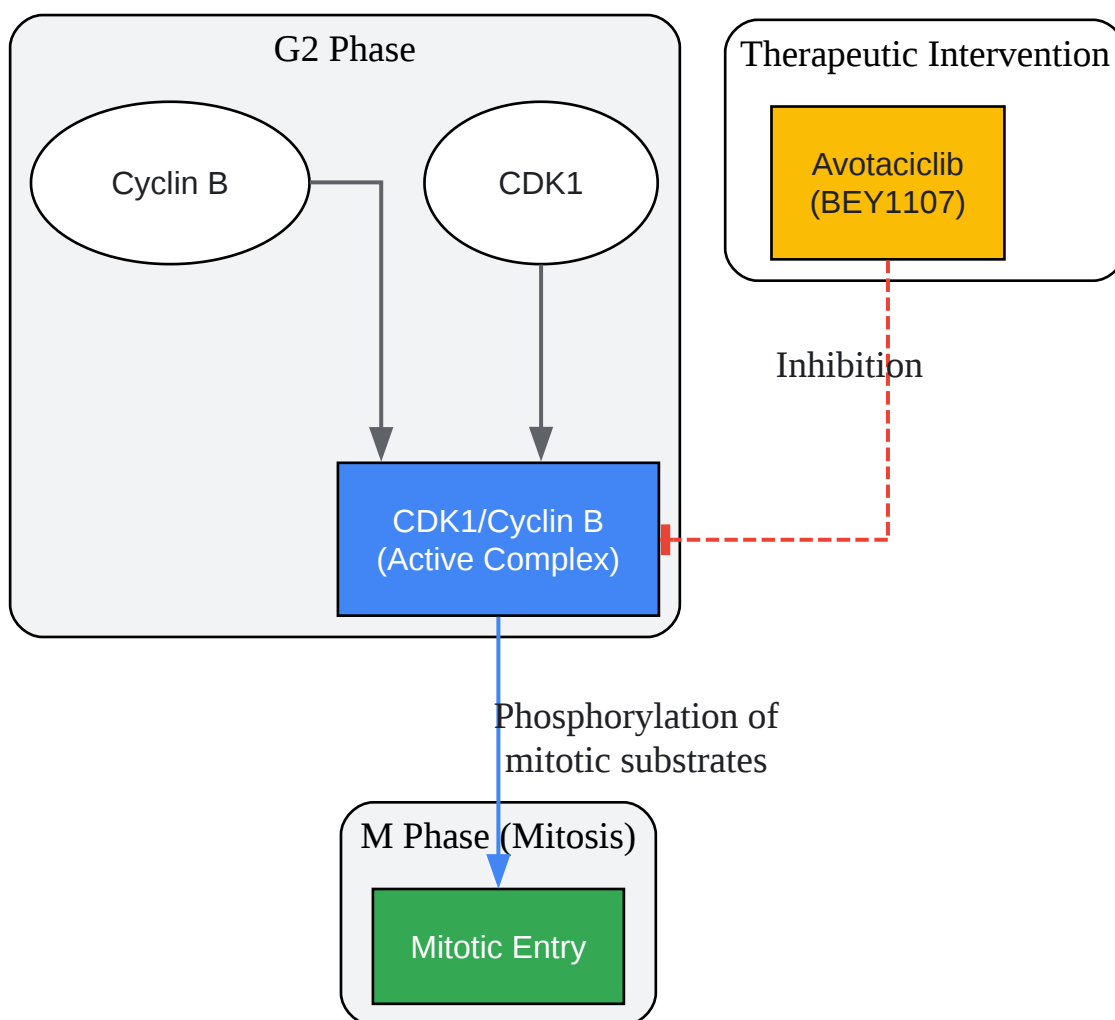 G2 Phase
Therapeutic Intervention
Cyclin B
CDK1
Avotaciclib
(BEY1107)
Inhibition
CDK1/Cyclin B
(Active Complex)
Phosphorylation of
mitotic substrates
M Phase (Mitosis)
Mitotic Entry